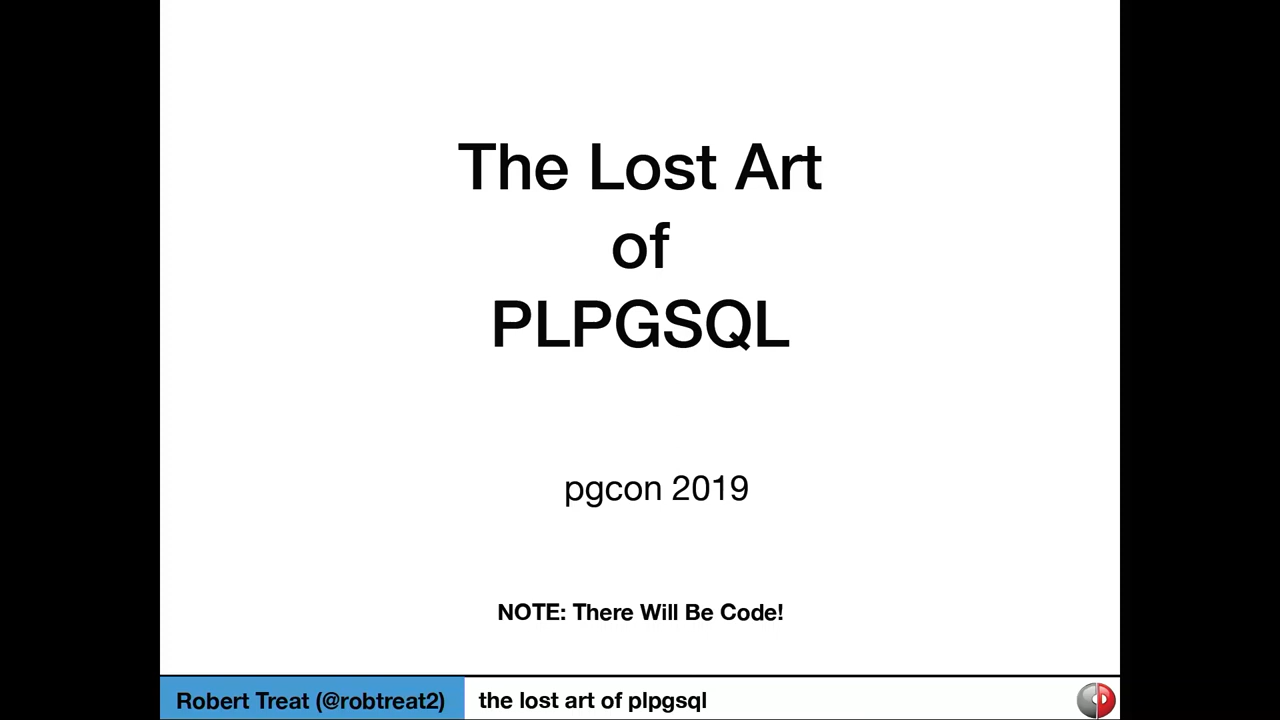 The Lost Art
of
PLPGSQL
pgcon 2019
NOTE: There Will Be Code!
Robert Treat (@robtreat2)
the lost art of plpgsql